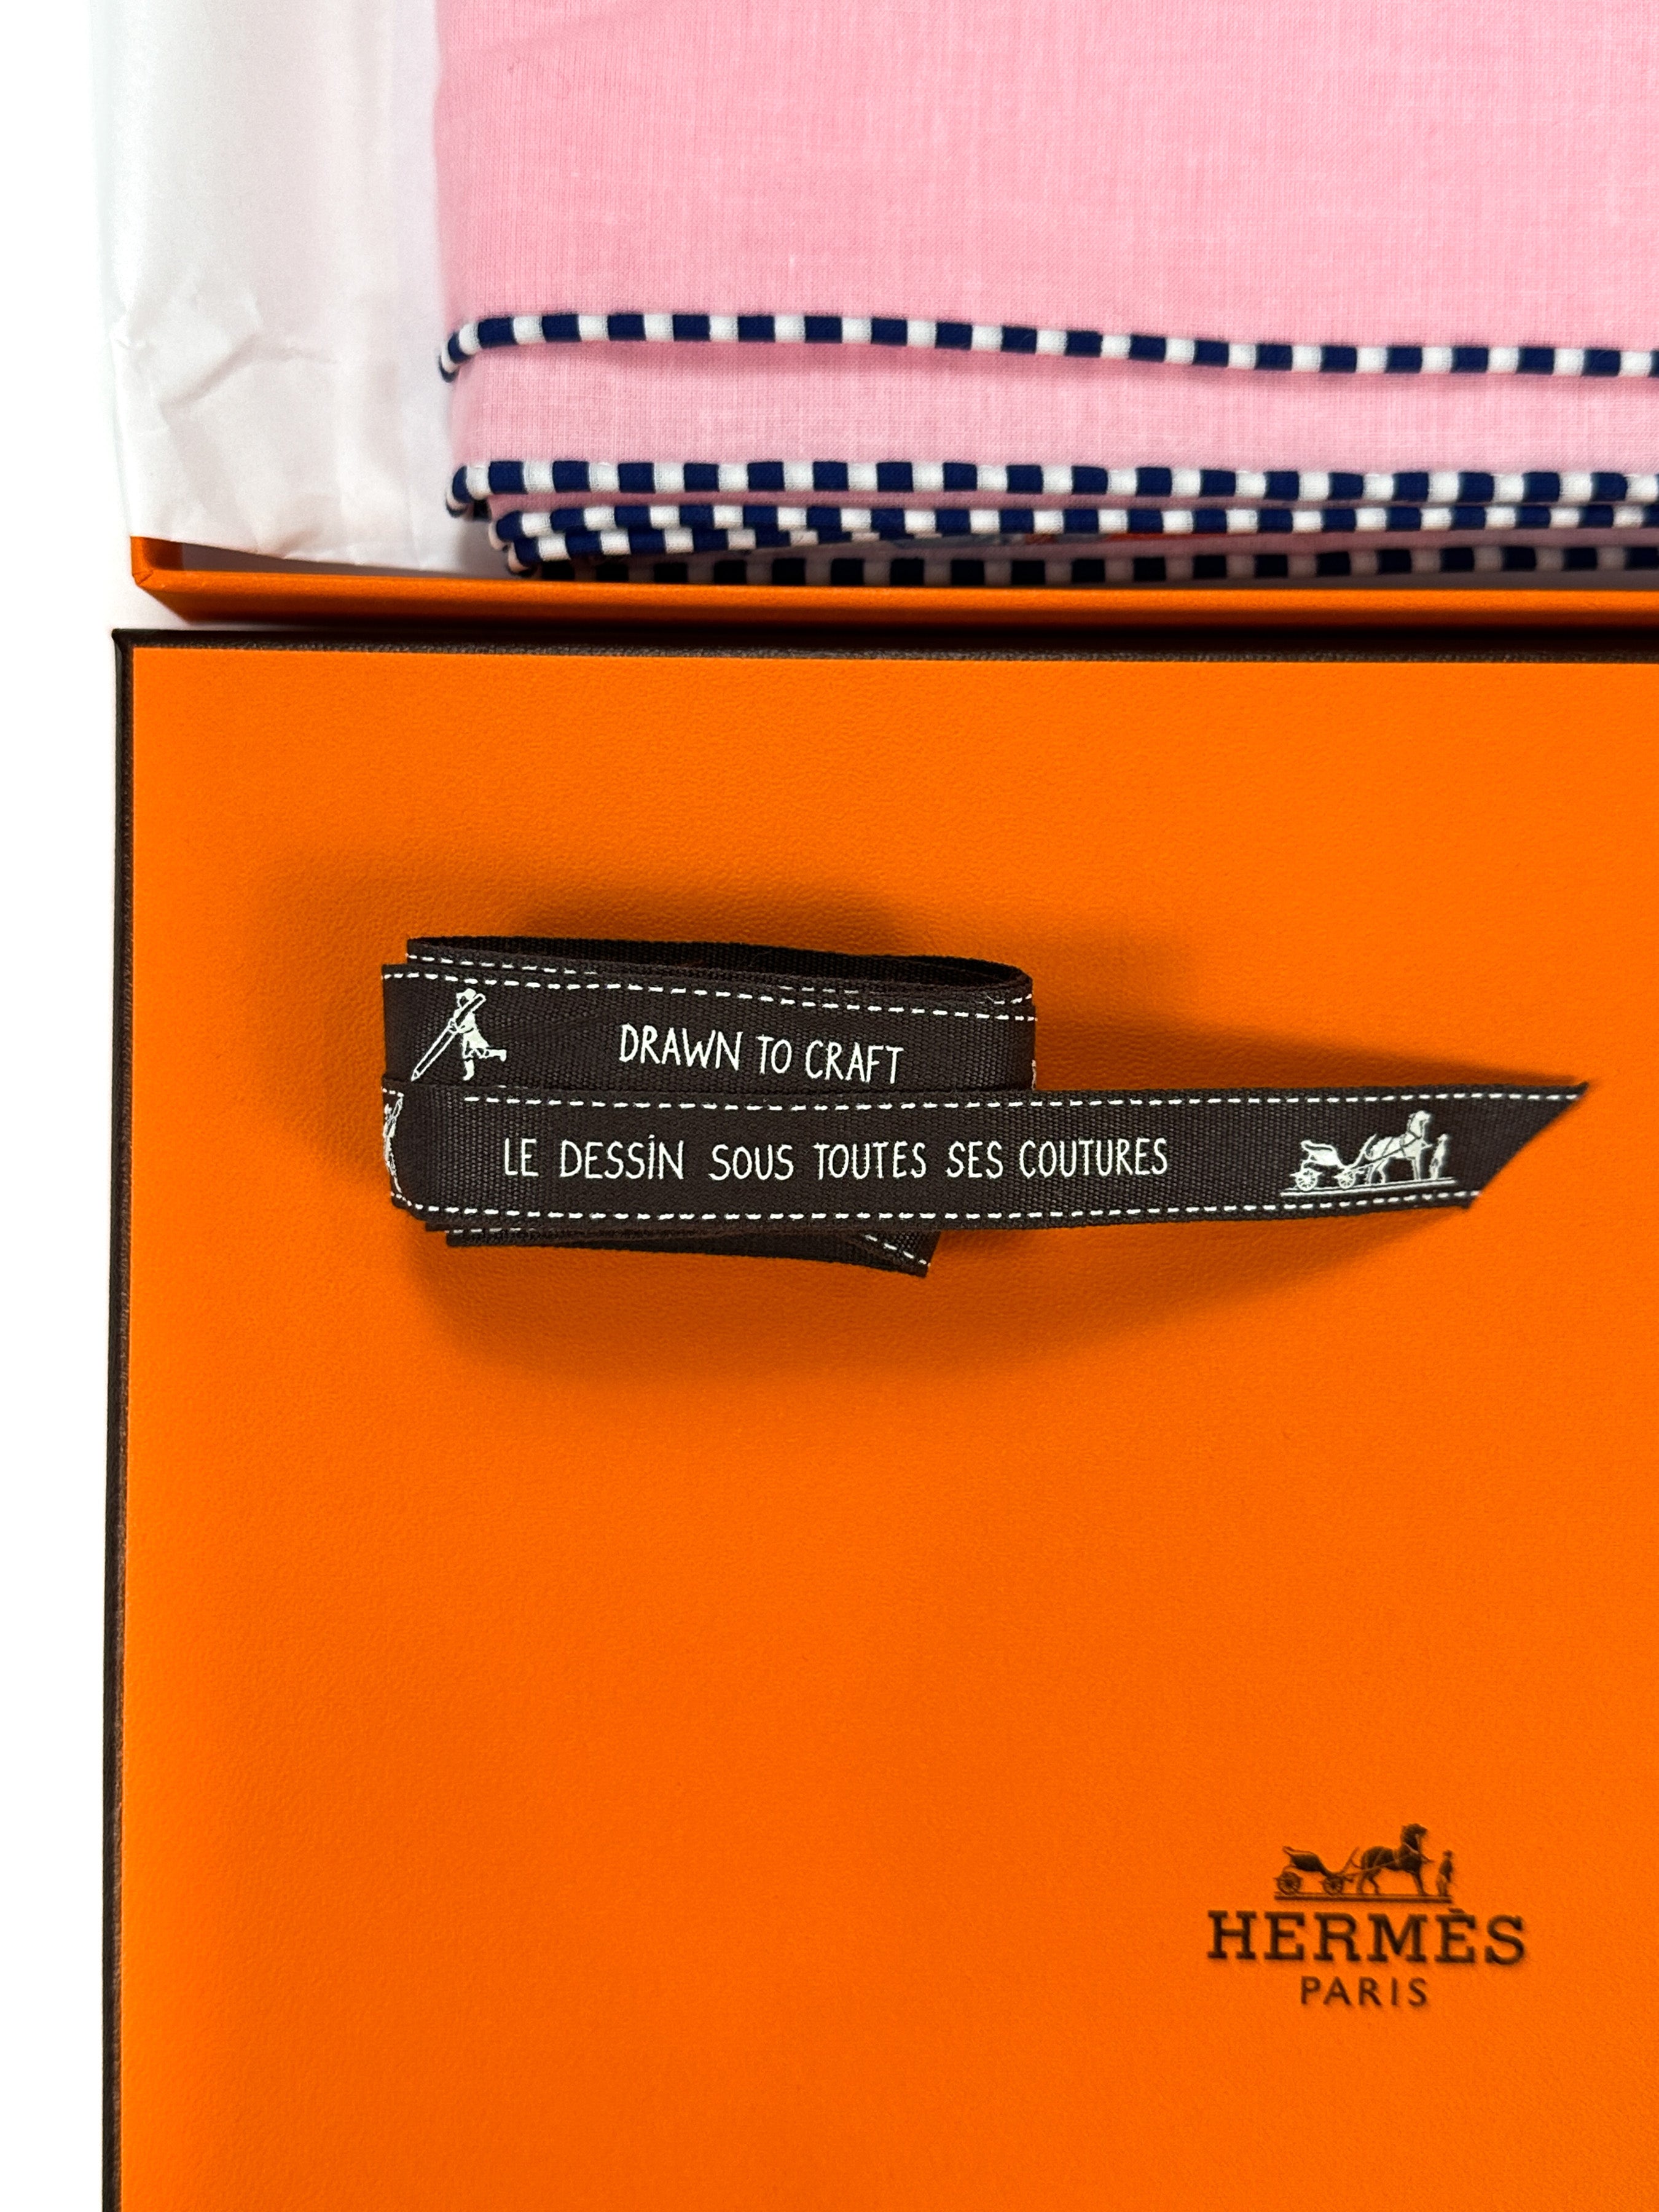 DRAWN TO CRAFT
LE DESSIN SOUS TOUTES SES COUTURES
HERMÈS
PARIS